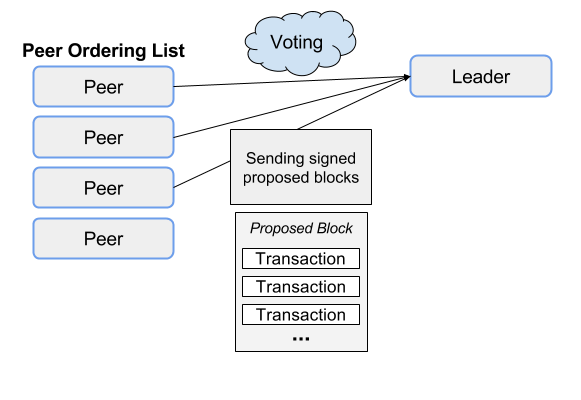 Voting
Peer Ordering List
Peer
Leader
Peer
Sending signed
proposed blocks
Peer
Peer
Proposed Block
Transaction
Transaction
Transaction
...